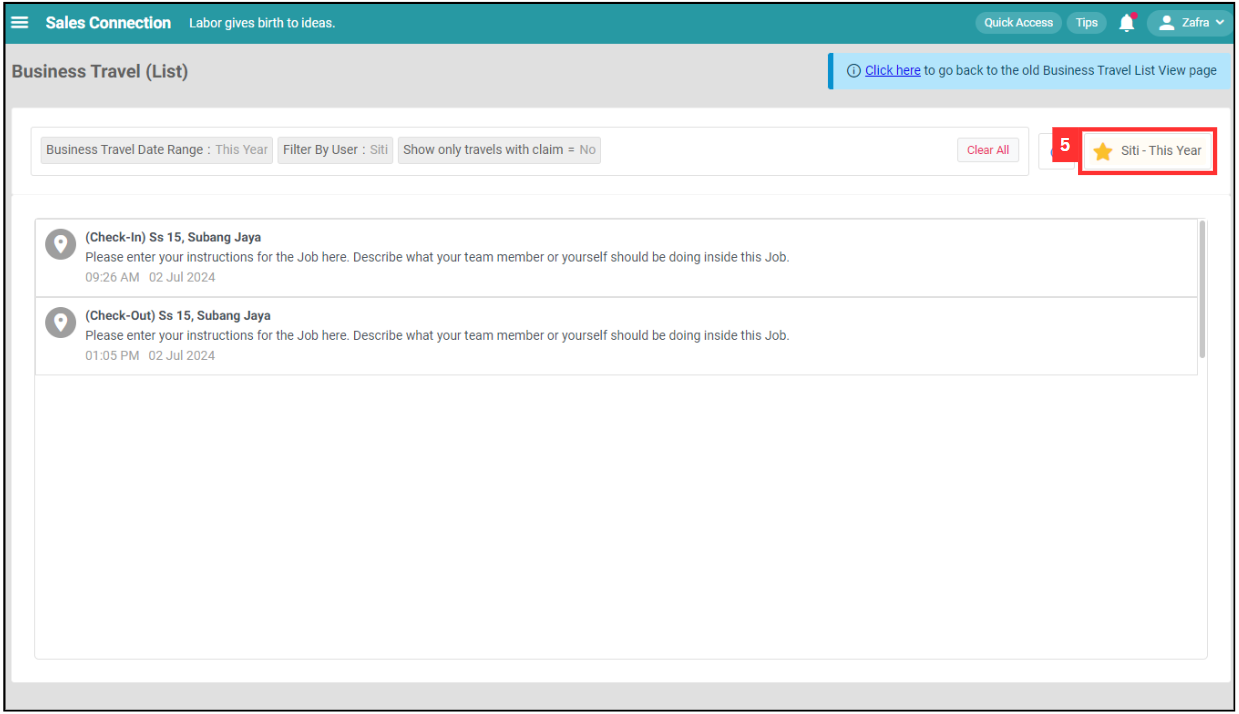 Sales Connection Labor gives birth to ideas. Quick Access Tips Zafra
Business Travel (List)
Click here to go back to the old Business Travel List View page
Business Travel Date Range : This Year Filter By User : Siti Show only travels with claim = No Clear All 5 Siti - This Year
(Check-In) Ss 15, Subang Jaya
Please enter your instructions for the Job here. Describe what your team member or yourself should be doing inside this Job.
09:26 AM 02 Jul 2024
(Check-Out) Ss 15, Subang Jaya
Please enter your instructions for the Job here. Describe what your team member or yourself should be doing inside this Job.
01:05 PM 02 Jul 2024